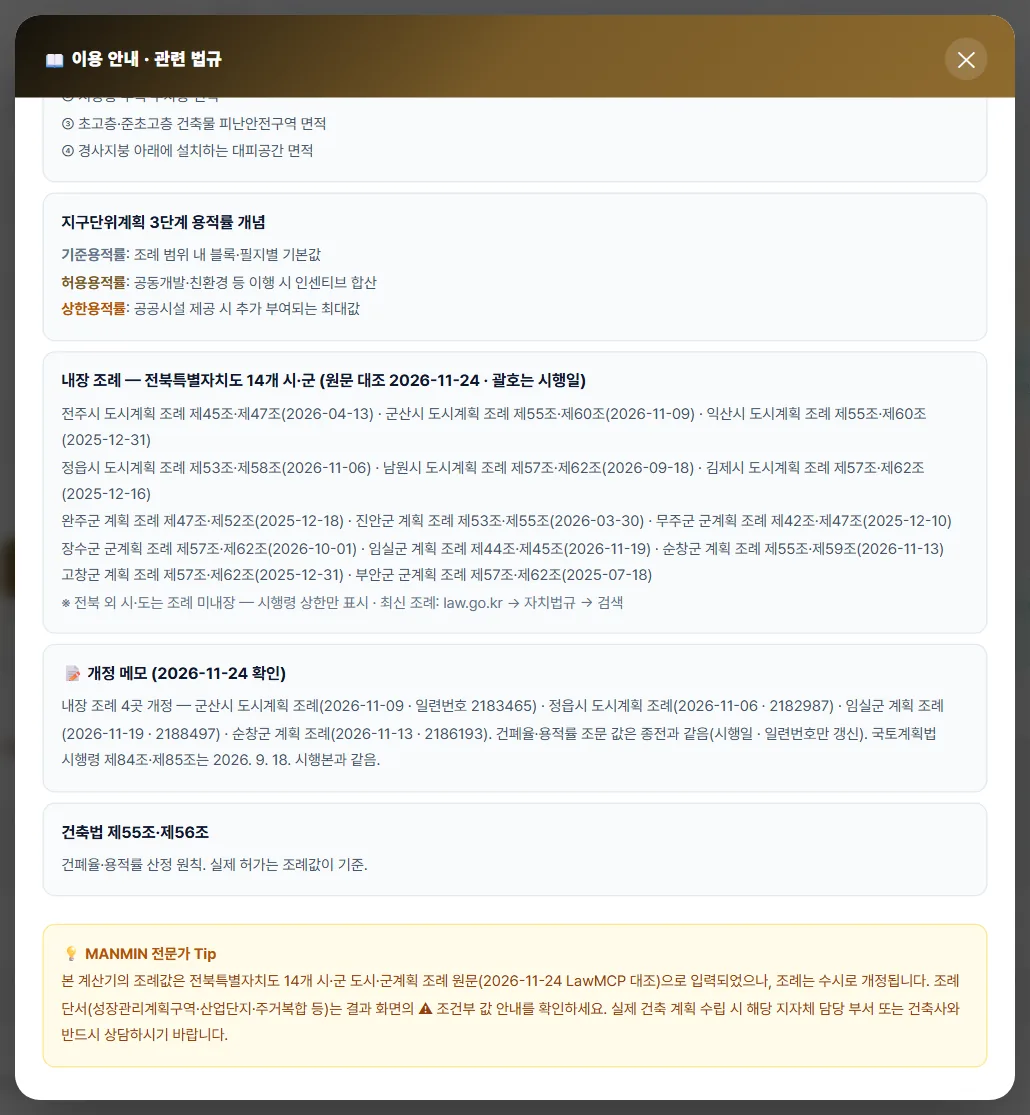 📖 이용 안내 · 관련 법규
③ 초고층·준초고층 건축물 피난안전구역 면적
④ 경사지붕 아래에 설치하는 대피공간 면적
지구단위계획 3단계 용적률 개념
기준용적률: 조례 범위 내 블록·필지별 기본값
허용용적률: 공동개발·친환경 등 이행 시 인센티브 합산
상한용적률: 공공시설 제공 시 추가 부여되는 최대값
내장 조례 — 전북특별자치도 14개 시·군 (원문 대조 2026-11-24 · 괄호는 시행일)
전주시 도시계획 조례 제45조·제47조(2026-04-13) · 군산시 도시계획 조례 제55조·제60조(2026-11-09) · 익산시 도시계획 조례 제55조·제60조
(2025-12-31)
정읍시 도시계획 조례 제53조·제58조(2026-11-06) · 남원시 도시계획 조례 제57조·제62조(2026-09-18) · 김제시 도시계획 조례 제57조·제62조
(2025-12-16)
완주군 계획 조례 제47조·제52조(2025-12-18) · 진안군 계획 조례 제53조·제55조(2026-03-30) · 무주군 군계획 조례 제42조·제47조(2025-12-10)
장수군 군계획 조례 제57조·제62조(2026-10-01) · 임실군 계획 조례 제44조·제45조(2026-11-19) · 순창군 계획 조례 제55조·제59조(2026-11-13)
고창군 계획 조례 제57조·제62조(2025-12-31) · 부안군 군계획 조례 제57조·제62조(2025-07-18)
※ 전북 외 시·도는 조례 미내장 — 시행령 상한만 표시 · 최신 조례: law.go.kr → 자치법규 → 검색
📝 개정 메모 (2026-11-24 확인)
내장 조례 4곳 개정 — 군산시 도시계획 조례(2026-11-09 · 일련번호 2183465) · 정읍시 도시계획 조례(2026-11-06 · 2182987) · 임실군 계획 조례
(2026-11-19 · 2188497) · 순창군 계획 조례(2026-11-13 · 2186193). 건폐율·용적률 조문 값은 종전과 같음(시행일 · 일련번호만 갱신). 국토계획법
시행령 제84조·제85조는 2026. 9. 18. 시행본과 같음.
건축법 제55조·제56조
건폐율·용적률 산정 원칙. 실제 허가는 조례값이 기준.
💡 MANMIN 전문가 Tip
본 계산기의 조례값은 전북특별자치도 14개 시·군 도시·군계획 조례 원문(2026-11-24 LawMCP 대조)으로 입력되었으나, 조례는 수시로 개정됩니다. 조례
단서(성장관리계획구역·산업단지·주거복합 등)는 결과 화면의 ⚠ 조건부 값 안내를 확인하세요. 실제 건축 계획 수립 시 해당 지자체 담당 부서 또는 건축사와
반드시 상담하시기 바랍니다.